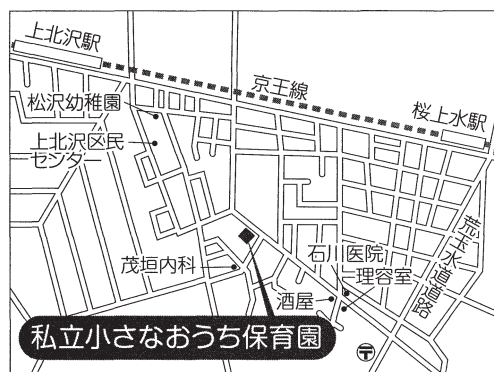 上北沢駅
京王線
桜上水駅
松沢幼稚園
上北沢区民
センター
荒玉水道道路
石川医院
理容室
茂垣内科
酒屋
私立小さなおうち保育園
〒